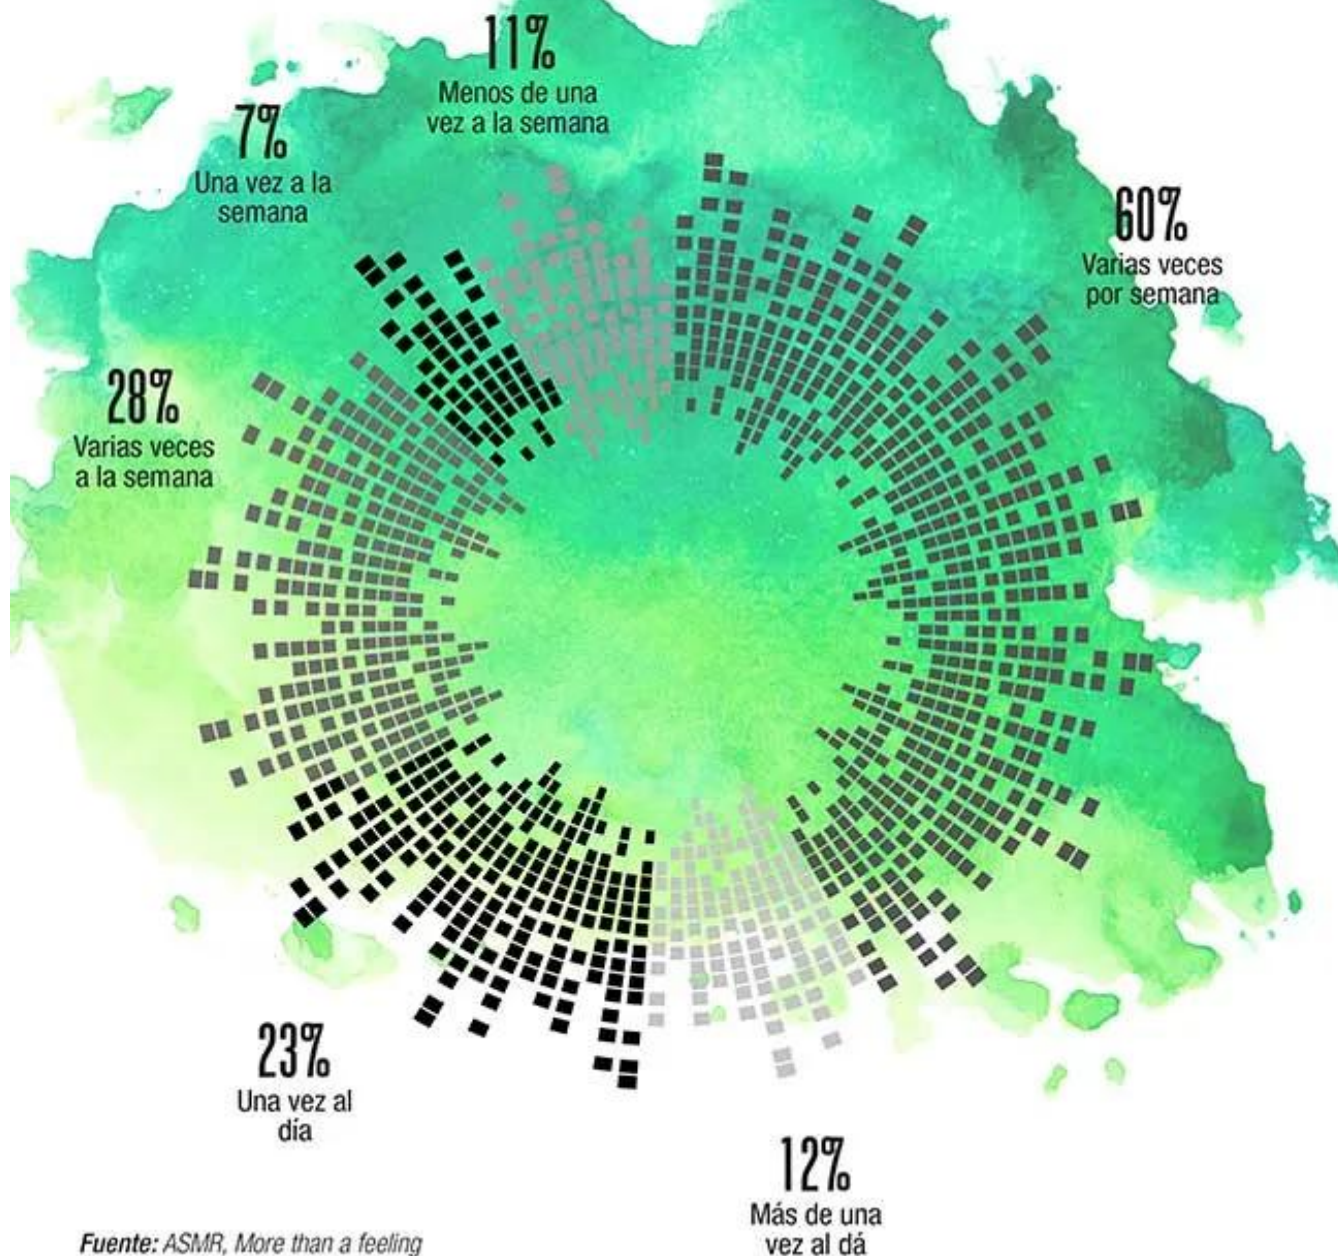 11%
Menos de una
vez a la semana
7%
Una vez a la
semana
60%
Varias veces
por semana
28%
Varias veces
a la semana
23%
Una vez al
día
12%
Más de una
vez al dá
Fuente: ASMR, More than a feeling